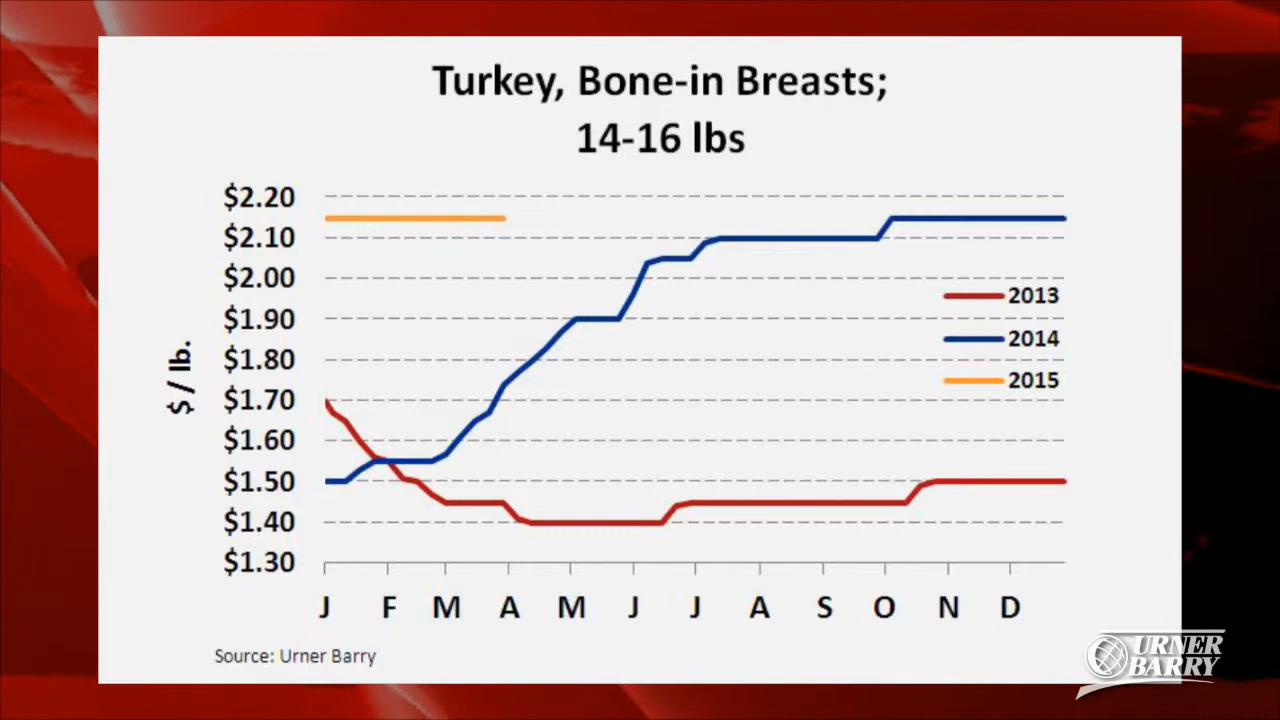 Turkey, Bone-in Breasts;
14-16 lbs
$ / lb.
$2.20
$2.10
$2.00
$1.90
$1.80
$1.70
$1.60
$1.50
$1.40
$1.30
2013
2014
2015
J F M A M J J A S O N D
Source: Urner Barry
URNER
BARRY